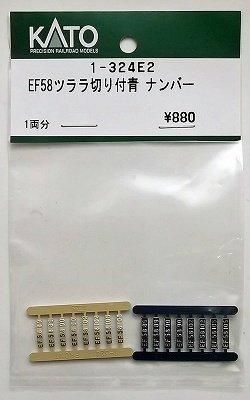 KATO
PRECISION RAILROAD MODELS
1-324E2
EF58ツララ切り付青 ナンバー
1両分
¥880